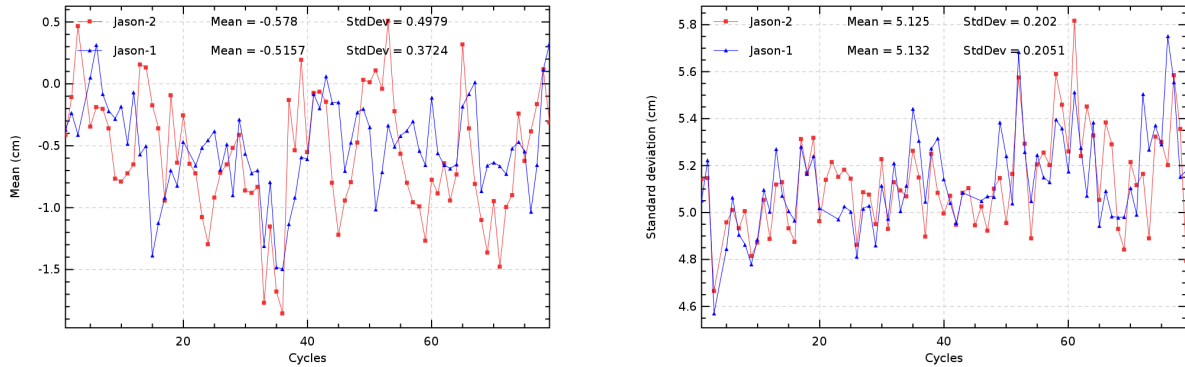 Jason-2 Mean = -0.578 StdDev = 0.4979
Jason-1 Mean = -0.5157 StdDev = 0.3724
0.0
-0.5
-1.0
-1.5
Mean (cm)
20 40 60
Cycles
Jason-2 Mean = 5.125 StdDev = 0.202
Jason-1 Mean = 5.132 StdDev = 0.2051
5.8
5.6
5.4
5.2
5.0
4.8
4.6
Standard deviation (cm)
20 40 60
Cycles